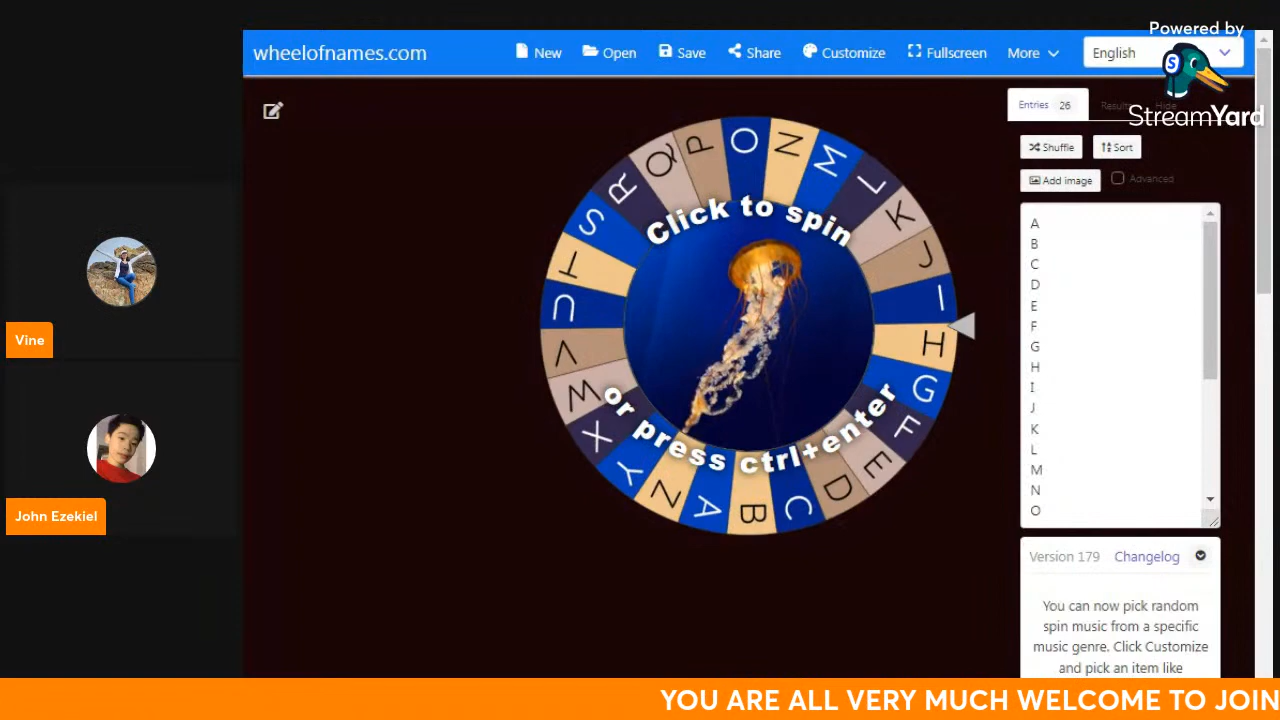 Powered by
StreamYard
wheelofnames.com
New
Open
Save
Share
Customize
Fullscreen
More
English
Entries 26
Results
Hide
Shuffle
Sort
Add image
Advanced
A
B
C
D
E
F
G
H
I
J
K
L
M
N
O
Click to spin
or press ctrl+enter
A
B
C
D
E
F
G
H
I
J
K
L
M
N
O
P
Q
R
S
T
U
V
W
X
Y
Z
Vine
John Ezekiel
Version 179
Changelog
You can now pick random
spin music from a specific
music genre. Click Customize
and pick an item like
YOU ARE ALL VERY MUCH WELCOME TO JOIN